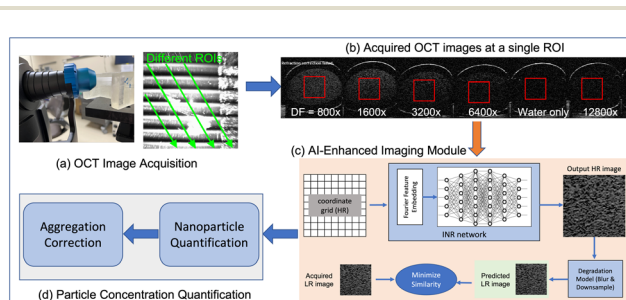 Different ROIs
(a) OCT Image Acquisition
(b) Acquired OCT images at a single ROI
DF = 800x
1600x
3200x
6400x
Water only
12800x
(c) AI-Enhanced Imaging Module
coordinate
grid (HR)
Fourier Feature
Embedding
INR network
Output HR image
Degradation
Model (Blur &
Downsample)
Predicted
LR image
Minimize
Similarity
Acquired
LR image
Nanoparticle
Quantification
Aggregation
Correction
(d) Particle Concentration Quantification